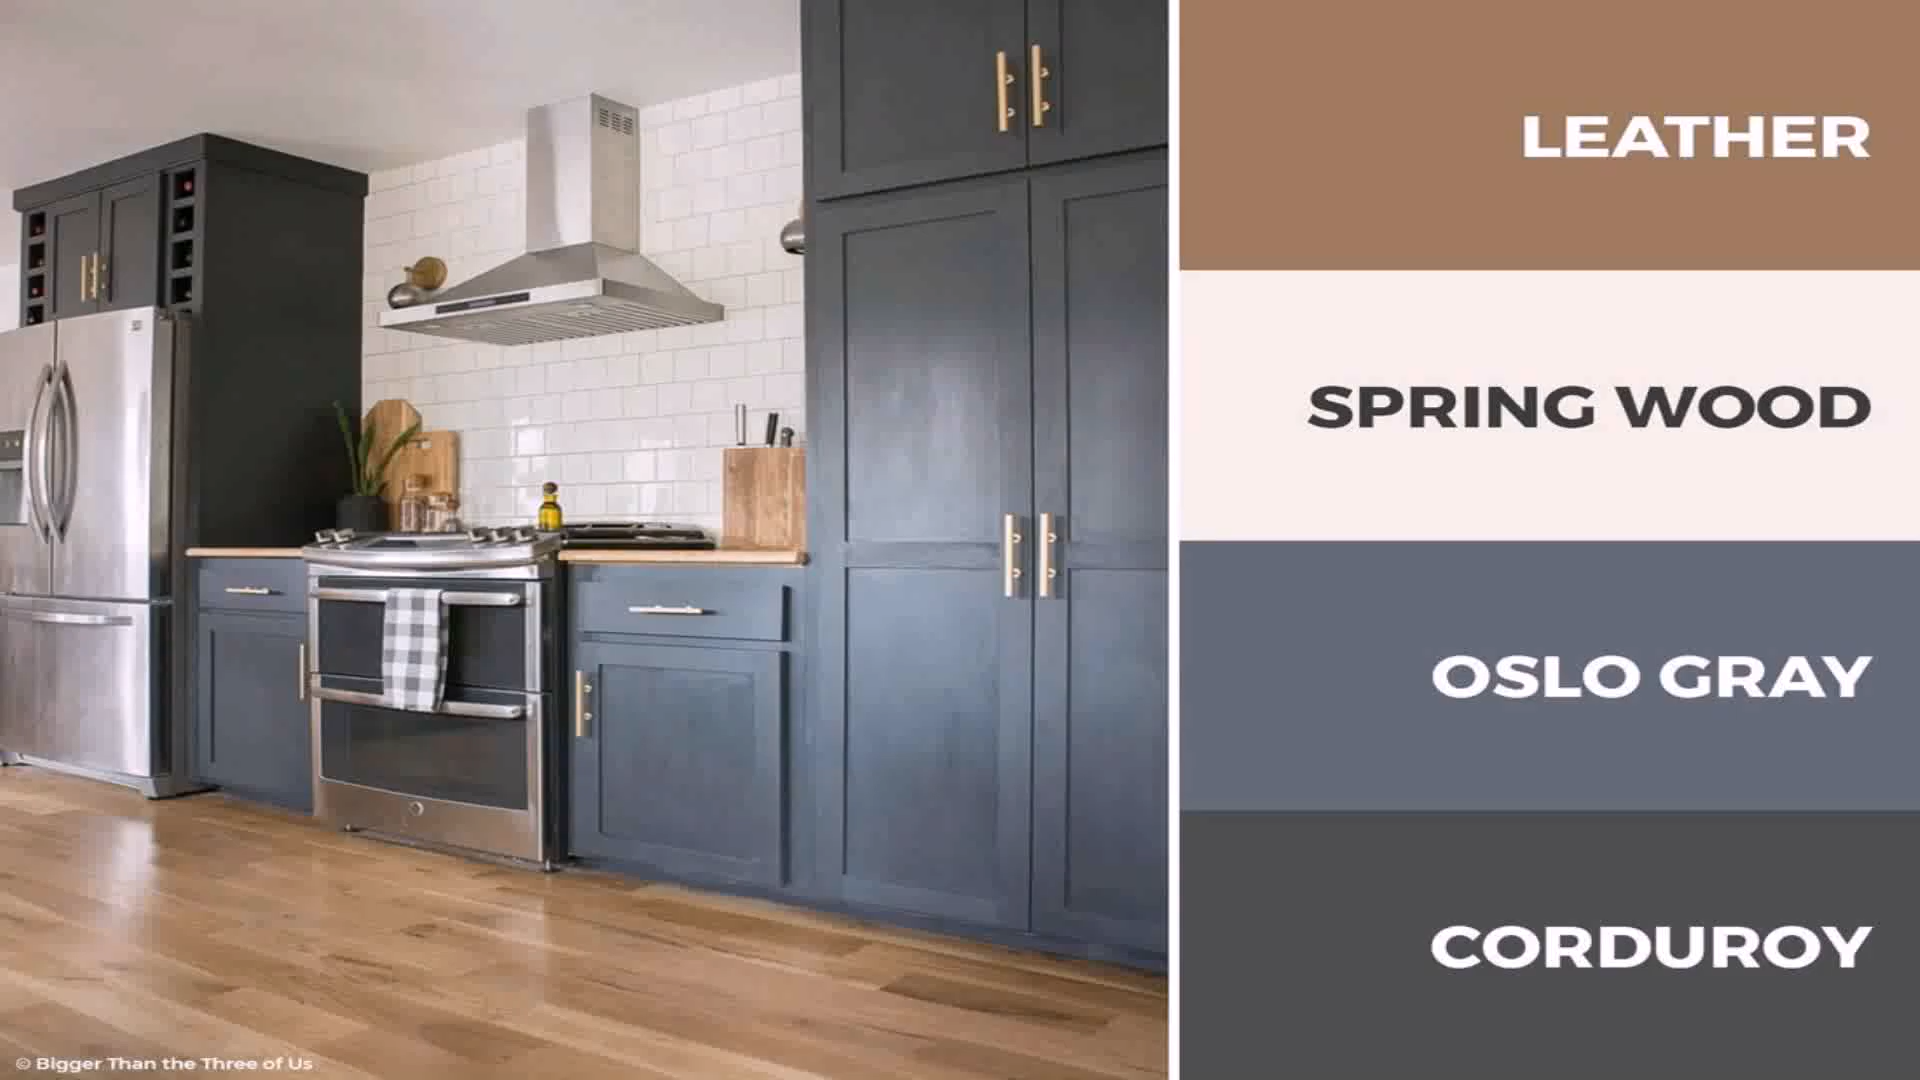 LEATHER
SPRING WOOD
OSLO GRAY
CORDUROY
© Bigger Than the Three of Us